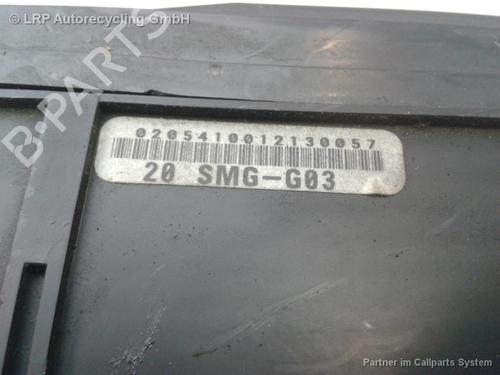 © LRP Autorecycling GmbH
B-Parts
0205410012130057
20 SMG-G03
Partner im Callparts System